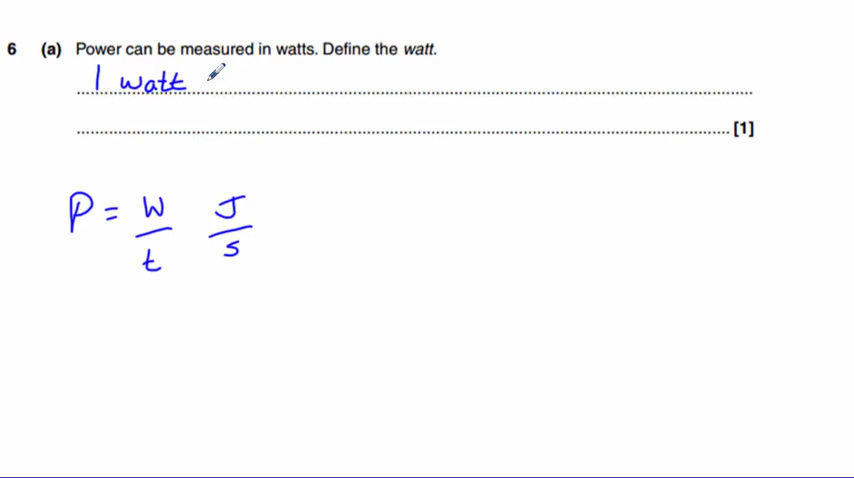 6 (a) Power can be measured in watts. Define the watt.
1 watt
[1]
P = W/t J/s